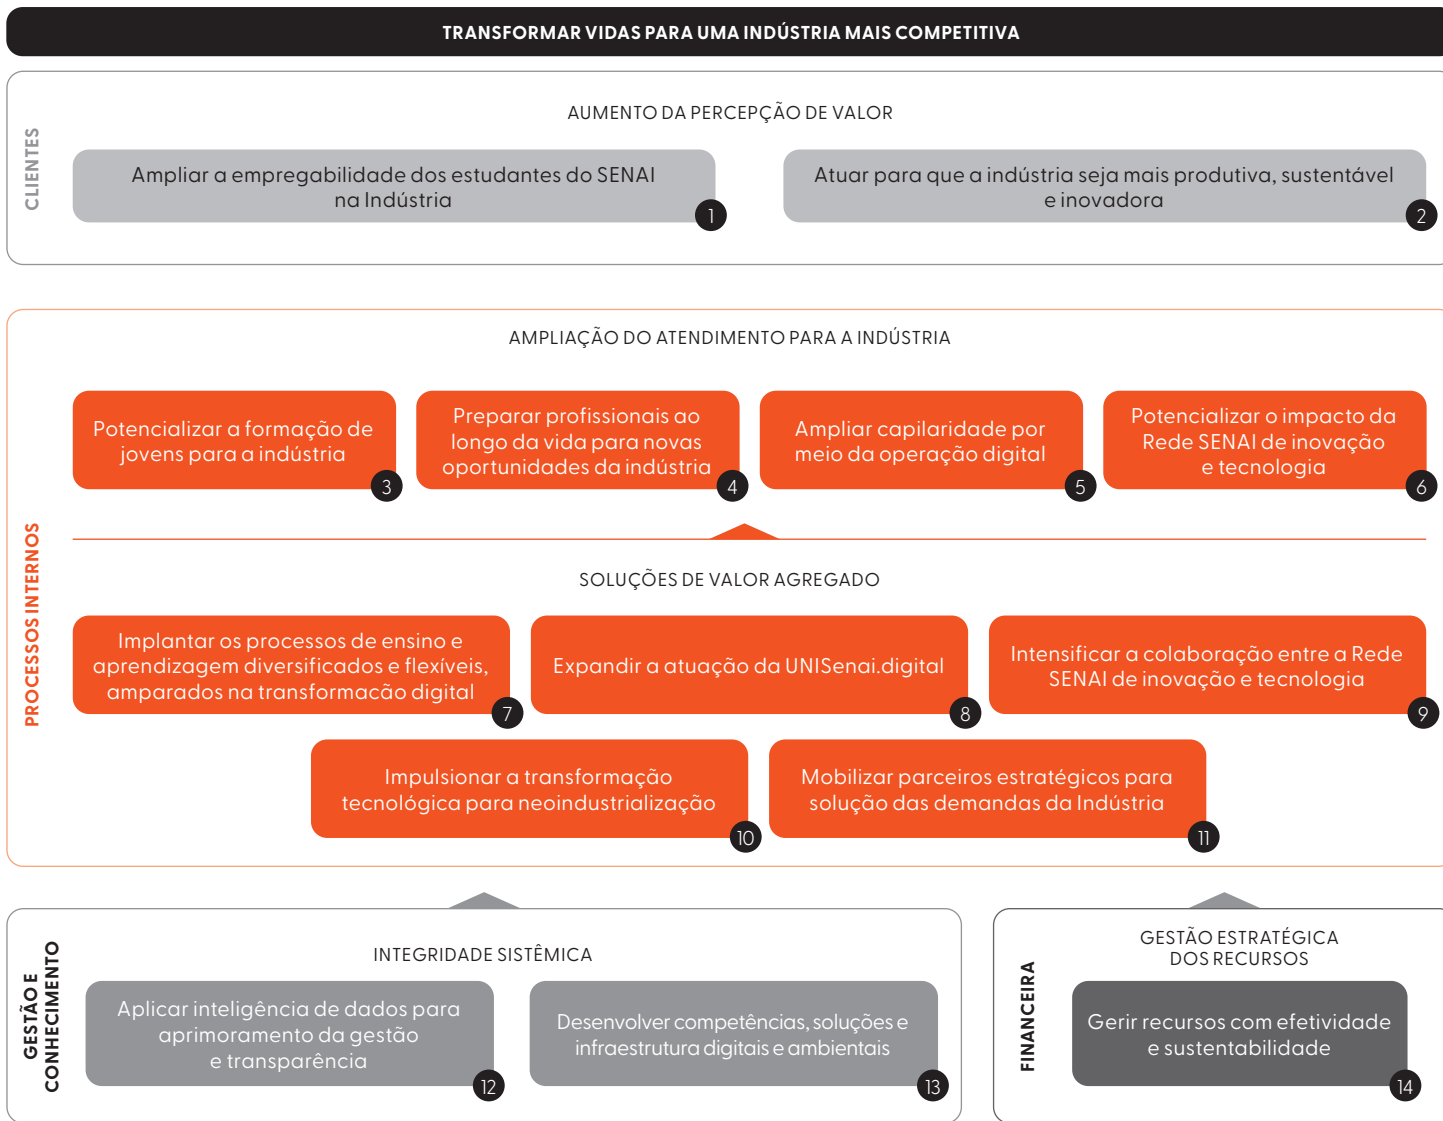 TRANSFORMAR VIDAS PARA UMA INDÚSTRIA MAIS COMPETITIVA
CLIENTES
AUMENTO DA PERCEPÇÃO DE VALOR
Ampliar a empregabilidade dos estudantes do SENAI
na Indústria
1
Atuar para que a indústria seja mais produtiva, sustentável
e inovadora
2
PROCESSOS INTERNOS
AMPLIAÇÃO DO ATENDIMENTO PARA A INDÚSTRIA
Potencializar a formação de
jovens para a indústria
3
Preparar profissionais ao
longo da vida para novas
oportunidades da indústria
4
Ampliar capilaridade por
meio da operação digital
5
Potencializar o impacto da
Rede SENAI de inovação
e tecnologia
6
SOLUÇÕES DE VALOR AGREGADO
Implantar os processos de ensino e
aprendizagem diversificados e flexíveis,
amparados na transformacão digital
7
Expandir a atuação da UNISenai.digital
8
Intensificar a colaboração entre a Rede
SENAI de inovação e tecnologia
9
Impulsionar a transformação
tecnológica para neoindustrialização
10
Mobilizar parceiros estratégicos para
solução das demandas da Indústria
11
GESTÃO E
CONHECIMENTO
INTEGRIDADE SISTÊMICA
Aplicar inteligência de dados para
aprimoramento da gestão
e transparência
12
Desenvolver competências, soluções e
infraestrutura digitais e ambientais
13
FINANCEIRA
GESTÃO ESTRATÉGICA
DOS RECURSOS
Gerir recursos com efetividade
e sustentabilidade
14